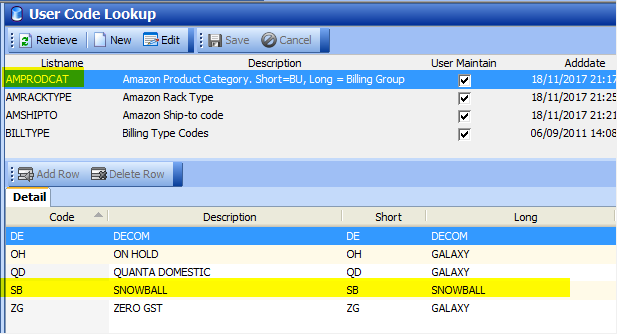 User Code Lookup
Retrieve New Edit Save Cancel
Listname Description User Maintain Adddate
AMPRODCAT Amazon Product Category. Short=BU, Long = Billing Group 18/11/2017 21:17
AMRACKTYPE Amazon Rack Type 18/11/2017 21:25
AMSHIPTO Amazon Ship-to code 18/11/2017 21:21
BILLTYPE Billing Type Codes 06/09/2011 14:08
Add Row Delete Row
Detail
Code Description Short Long
DE DECOM DE DECOM
OH ON HOLD OH GALAXY
QD QUANTA DOMESTIC QD GALAXY
SB SNOWBALL SB SNOWBALL
ZG ZERO GST ZG GALAXY